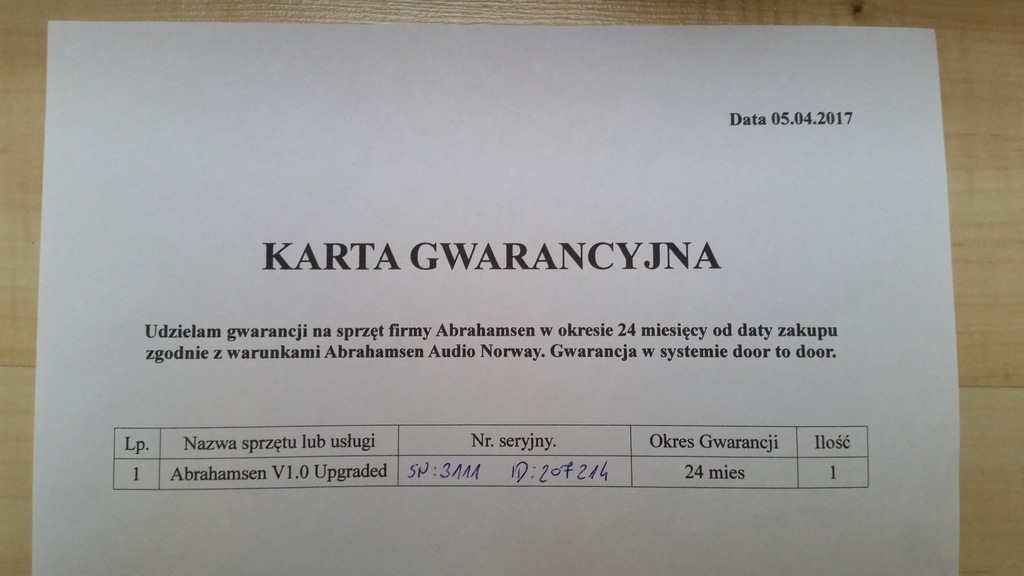 Data 05.04.2017
KARTA GWARANCYJNA
Udzielam gwarancji na sprzęt firmy Abrahamsen w okresie 24 miesięcy od daty zakupu
zgodnie z warunkami Abrahamsen Audio Norway. Gwarancja w systemie door to door.
Lp. Nazwa sprzętu lub usługi Nr. seryjny. Okres Gwarancji Ilość
1 Abrahamsen V1.0 Upgraded SN:3111 ID:207214 24 mies 1